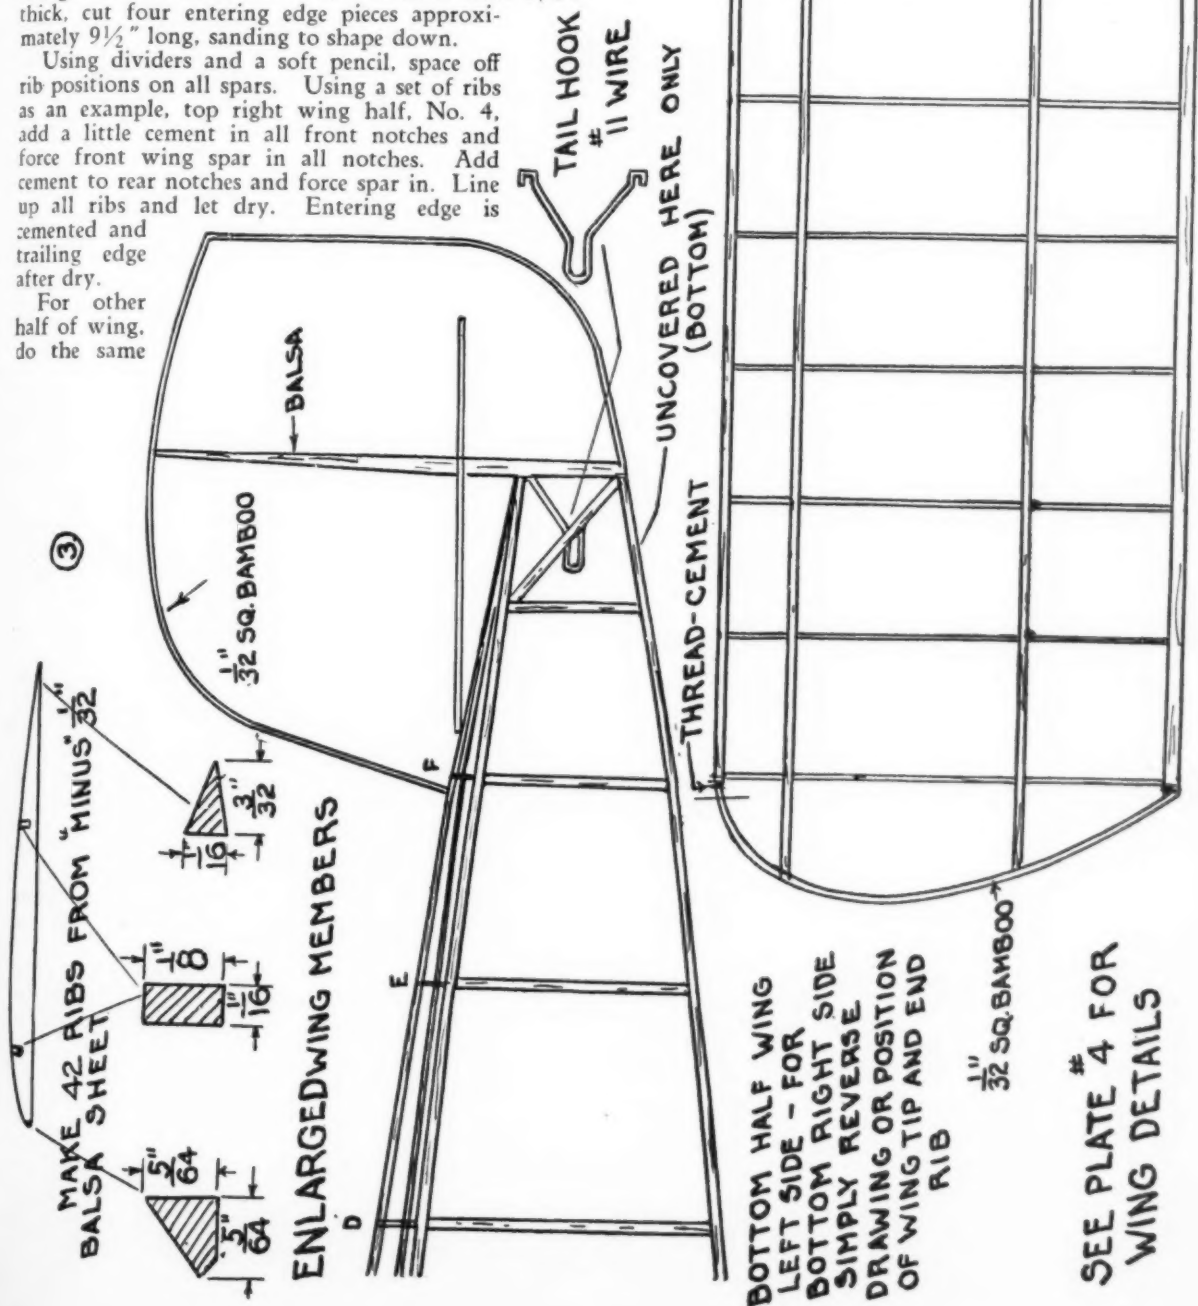 thick, cut four entering edge pieces approxi-
mately 9½" long, sanding to shape down.
Using dividers and a soft pencil, space off
rib positions on all spars. Using a set of ribs
as an example, top right wing half, No. 4,
add a little cement in all front notches and
force front wing spar in all notches. Add
cement to rear notches and force spar in. Line
up all ribs and let dry. Entering edge is
cemented and
trailing edge
after dry.
For other
half of wing,
do the same
TAIL HOOK
# 11 WIRE
UNCOVERED HERE ONLY
(BOTTOM)
BALSA
1/32" SQ. BAMBOO
3
THREAD-CEMENT
MAKE 42 RIBS FROM "MINUS" 1/32"
BALSA SHEET
3/32"
1/16"
1/8"
1/16"
5/64"
5/64"
ENLARGED WING MEMBERS
F
E
D
BOTTOM HALF WING
LEFT SIDE - FOR
BOTTOM RIGHT SIDE
SIMPLY REVERSE
DRAWING OR POSITION
OF WING TIP AND END
RIB
1/32" SQ. BAMBOO
SEE PLATE # 4 FOR
WING DETAILS